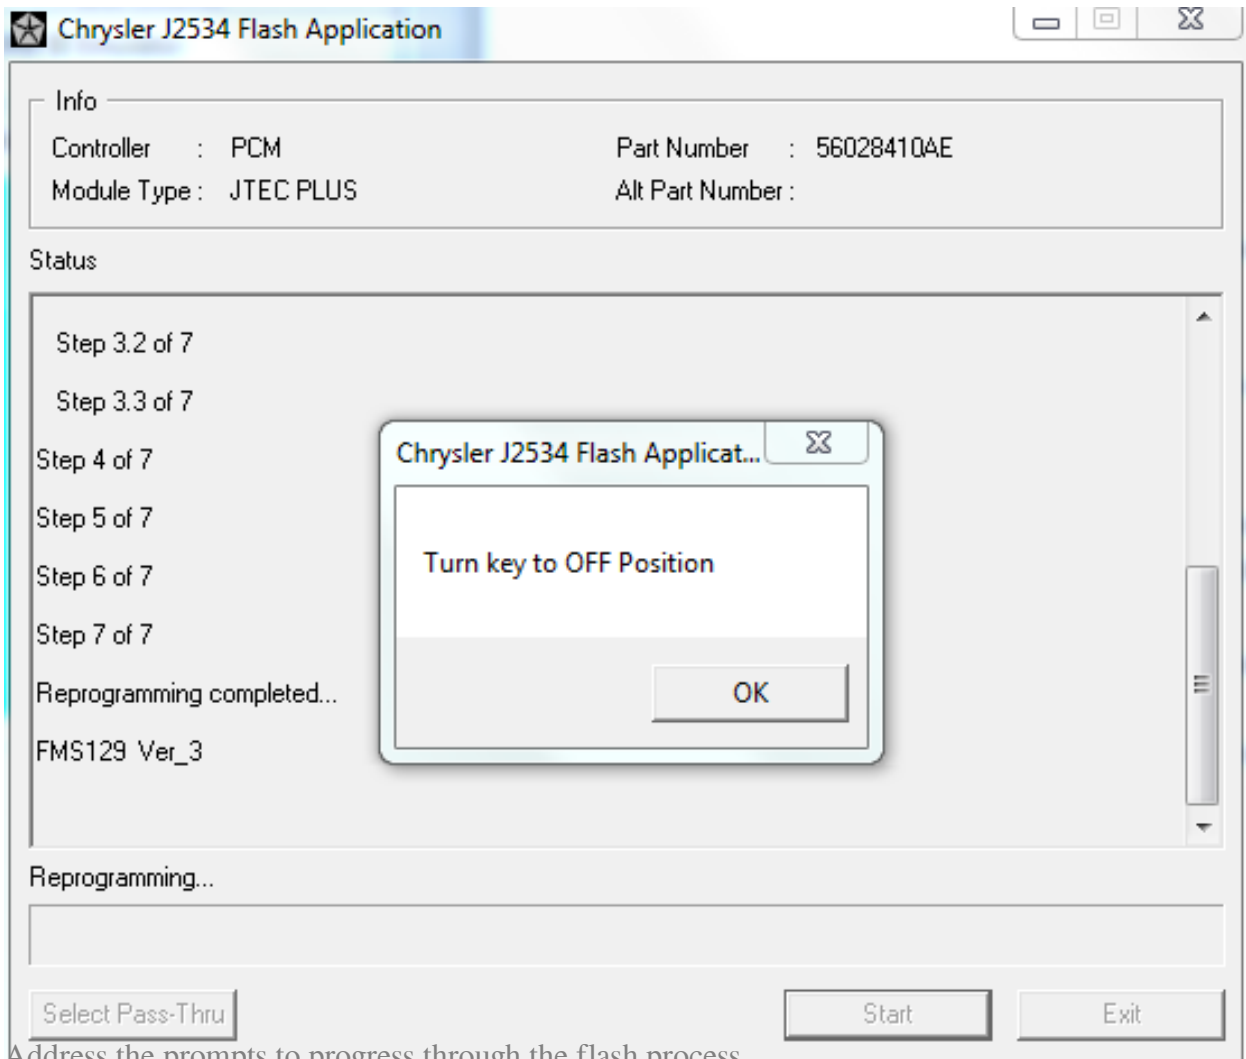 Chrysler J2534 Flash Application
Info
Controller : PCM Part Number : 56028410AE
Module Type : JTEC PLUS Alt Part Number :
Status
Step 3.2 of 7
Step 3.3 of 7
Step 4 of 7
Step 5 of 7
Step 6 of 7
Step 7 of 7
Reprogramming completed...
FMS129 Ver_3
Chrysler J2534 Flash Applicat...
Turn key to OFF Position
OK
Reprogramming...
Select Pass-Thru Start Exit
Address the prompts to progress through the flash process